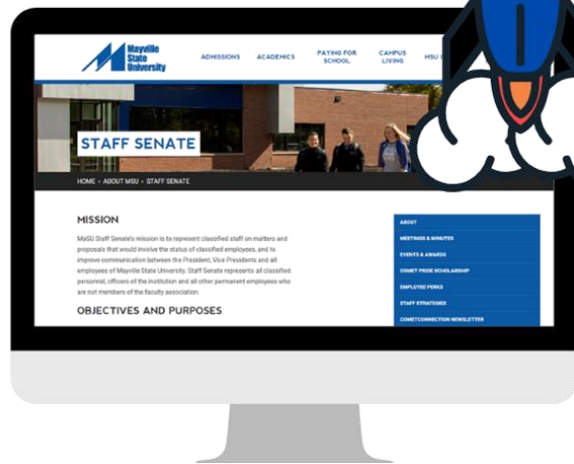 Mayville
State
University
ADMISSIONS
ACADEMICS
PAYING FOR
SCHOOL
CAMPUS
LIVING
MSU
STAFF SENATE
HOME • ABOUT MSU • STAFF SENATE
MISSION
MaSU Staff Senate's mission is to represent classified staff on matters and
proposals that would involve the status of classified employees, and to
improve communication between the President, Vice Presidents and all
employees of Mayville State University. Staff Senate represents all classified
personnel, officers of the institution and all other permanent employees who
are not members of the faculty association.
OBJECTIVES AND PURPOSES
ABOUT
MEETINGS & MINUTES
EVENTS & AWARDS
COMET PRIDE SCHOLARSHIP
EMPLOYEE PERKS
STAFF STRATEGIES
COMETCONNECTION NEWSLETTER